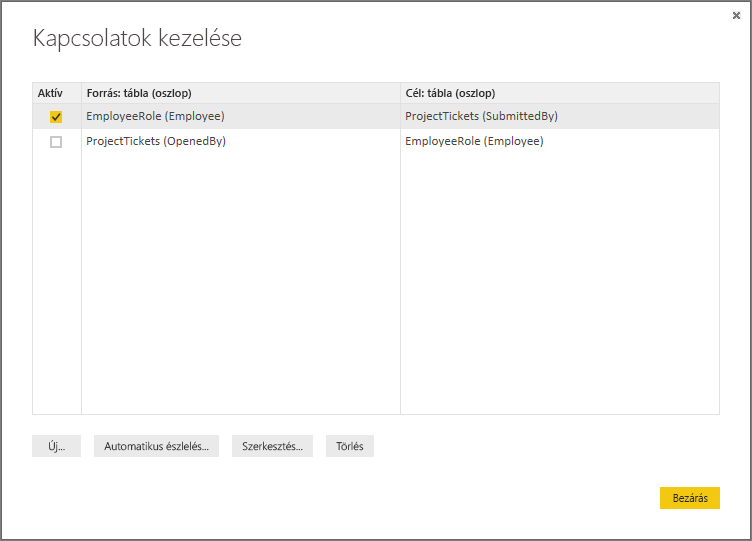 Kapcsolatok kezelése
Aktív Forrás: tábla (oszlop) Cél: tábla (oszlop)
EmployeeRole (Employee) ProjectTickets (SubmittedBy)
ProjectTickets (OpenedBy) EmployeeRole (Employee)
Új... Automatikus észlelés... Szerkesztés... Törlés
Bezárás